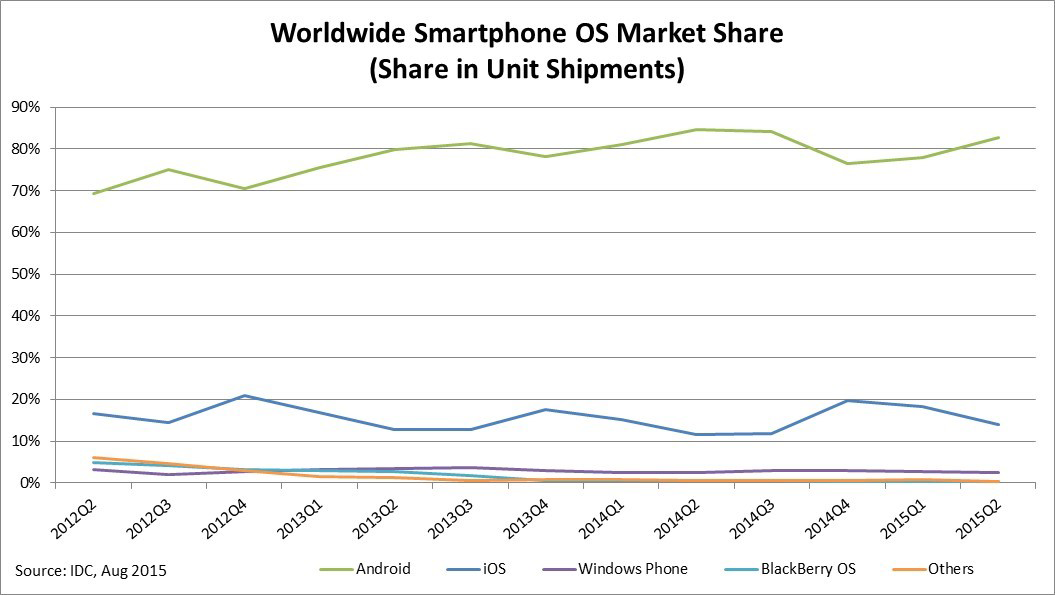 Worldwide Smartphone OS Market Share
(Share in Unit Shipments)
90%
80%
70%
60%
50%
40%
30%
20%
10%
0%
2012Q2
2012Q3
2012Q4
2013Q1
2013Q2
2013Q3
2013Q4
2014Q1
2014Q2
2014Q3
2014Q4
2015Q1
2015Q2
Source: IDC, Aug 2015
Android
iOS
Windows Phone
BlackBerry OS
Others